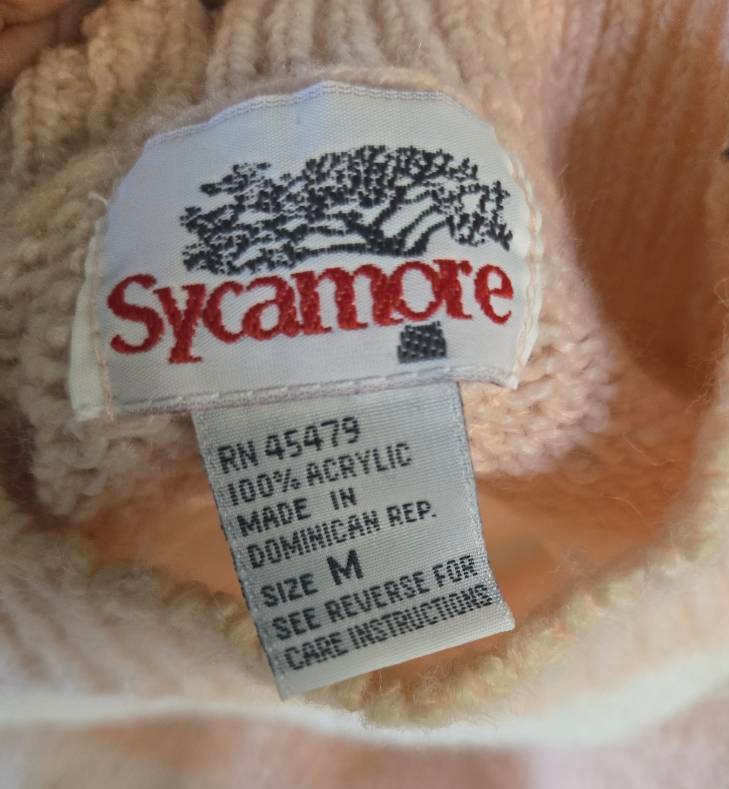 Sycamore
RN 45479
100% ACRYLIC
MADE IN
DOMINICAN REP.
SIZE M
SEE REVERSE FOR
CARE INSTRUCTIONS